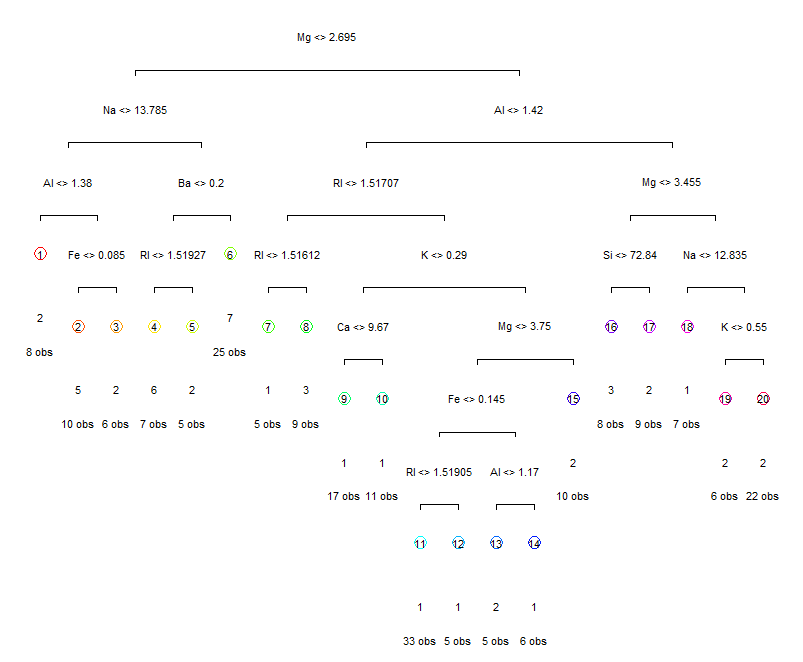 Mg <> 2.695
Na <> 13.785 Al <> 1.42
Al <> 1.38 Ba <> 0.2 RI <> 1.51707 Mg <> 3.455
1 Fe <> 0.085 RI <> 1.51927 6 RI <> 1.51612 K <> 0.29 Si <> 72.84 Na <> 12.835
2 2 3 4 5 7 7 8 Ca <> 9.67 Mg <> 3.75 16 17 18 K <> 0.55
8 obs 25 obs
5 2 6 2 1 3 9 10 Fe <> 0.145 15 3 2 1 19 20
10 obs 6 obs 7 obs 5 obs 5 obs 9 obs 8 obs 9 obs 7 obs
1 1 RI <> 1.51905 Al <> 1.17 2 2 2
17 obs 11 obs 10 obs 6 obs 22 obs
11 12 13 14
1 1 2 1
33 obs 5 obs 5 obs 6 obs